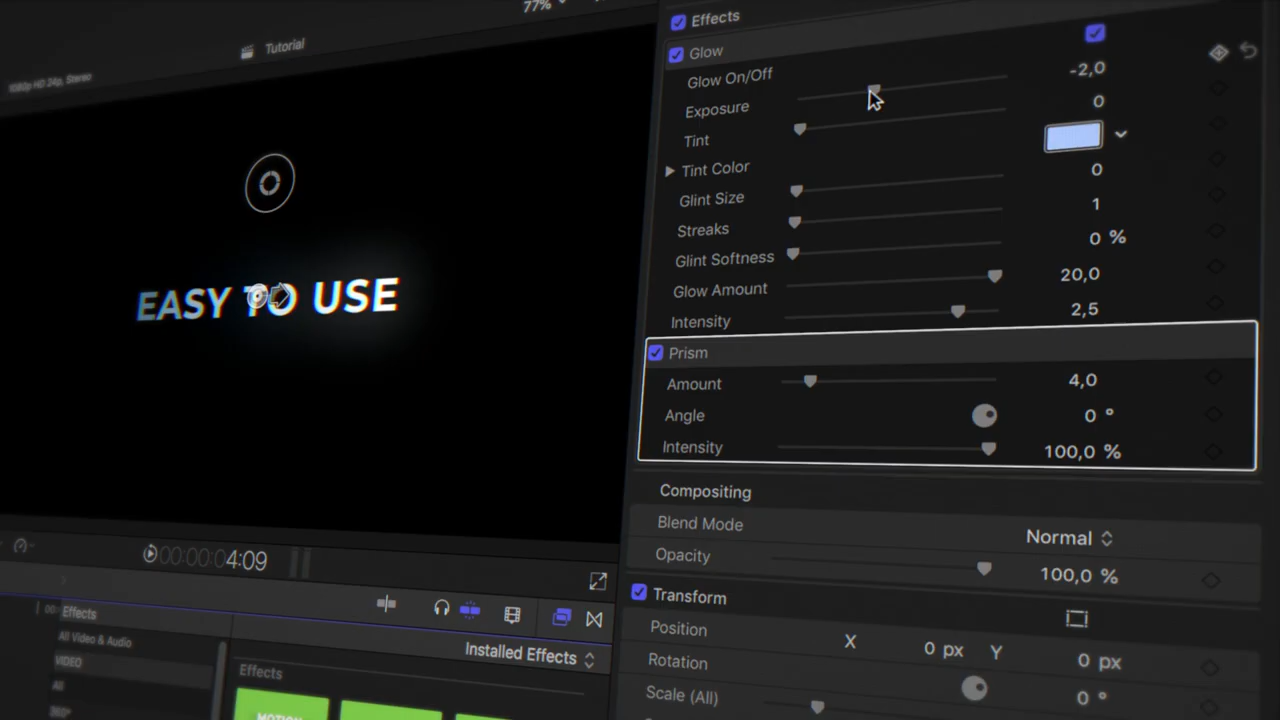 77%
Tutorial
1080p HD 24p, Stereo
EASY TO USE
00:00:04:09
Effects
All Video & Audio
VIDEO
All
360°
Installed Effects
Effects
MOTION
Effects
Glow
Glow On/Off
Exposure -2,0
Tint 0
Tint Color
Glint Size 0
Streaks 1
Glint Softness 0 %
Glow Amount 20,0
Intensity 2,5
Prism
Amount 4,0
Angle 0 °
Intensity 100,0 %
Compositing
Blend Mode Normal
Opacity 100,0 %
Transform
Position X 0 px Y 0 px
Rotation 0 °
Scale (All)